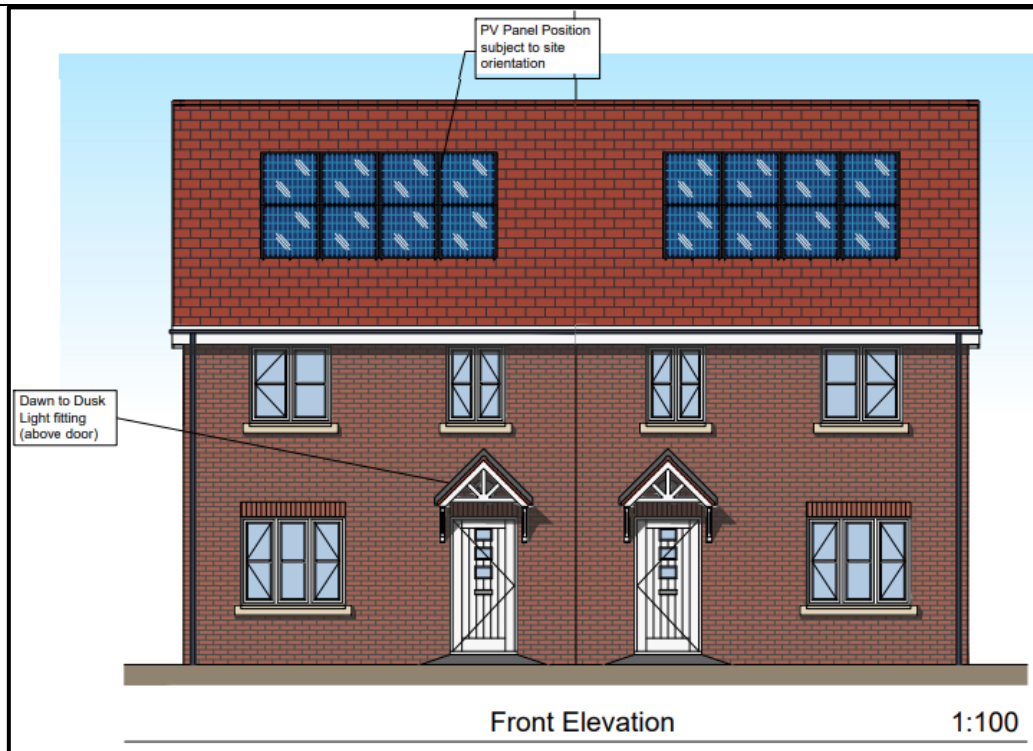 PV Panel Position
subject to site
orientation
Dawn to Dusk
Light fitting
(above door)
Front Elevation
1:100